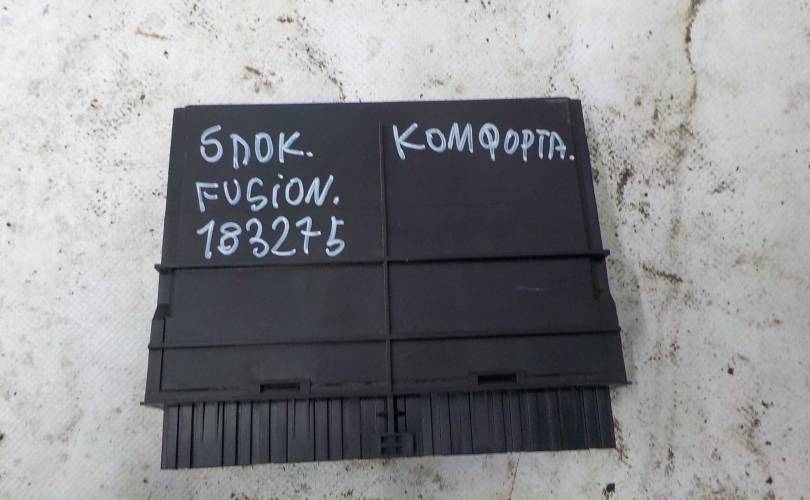 блок. комфорта.
FUSION.
183275